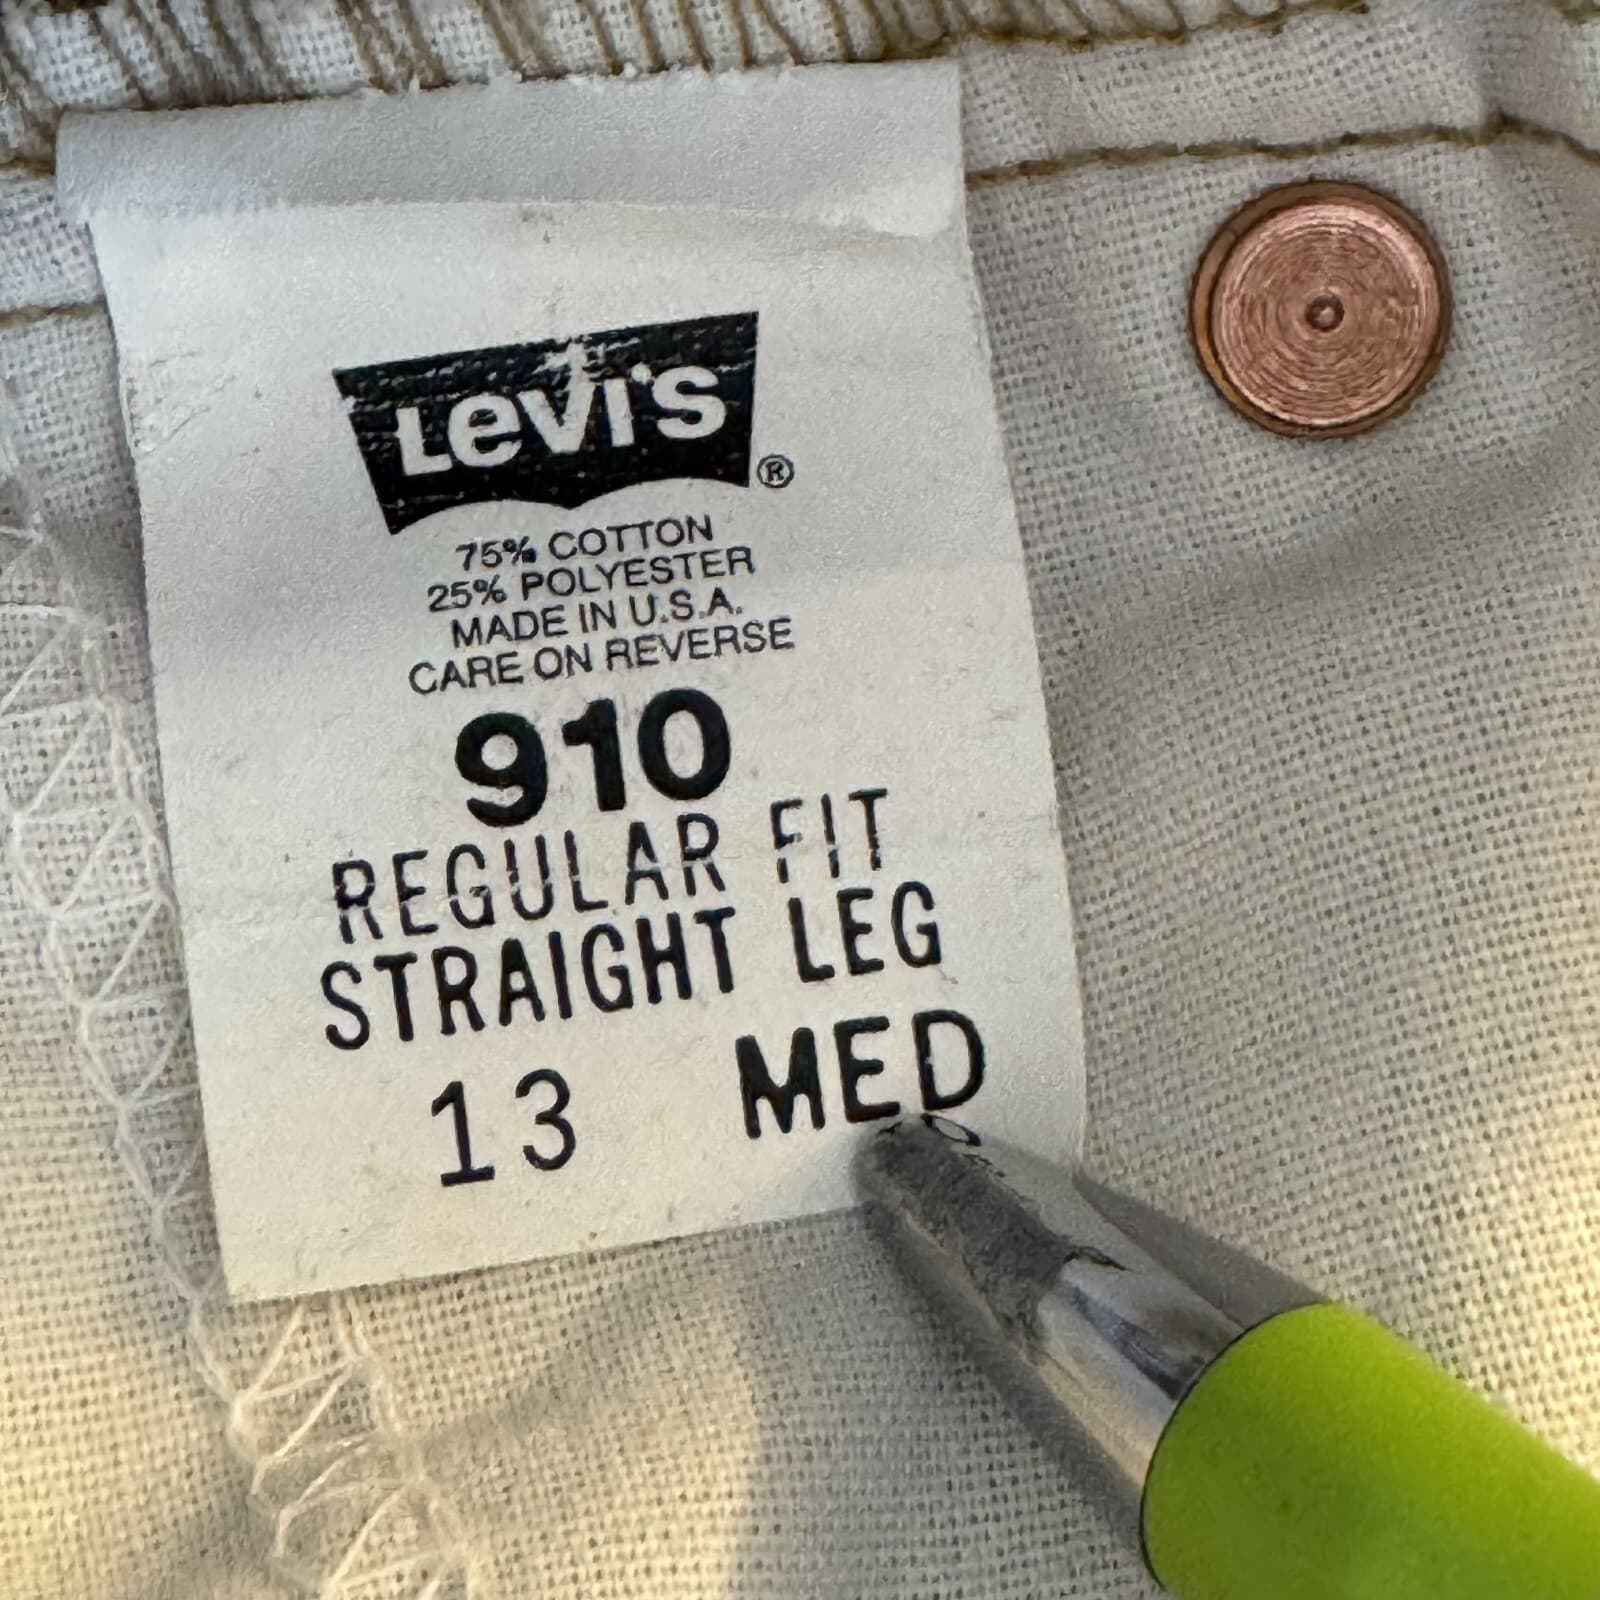 Levi's ®
75% COTTON
25% POLYESTER
MADE IN U.S.A.
CARE ON REVERSE
910
REGULAR FIT
STRAIGHT LEG
13 MED